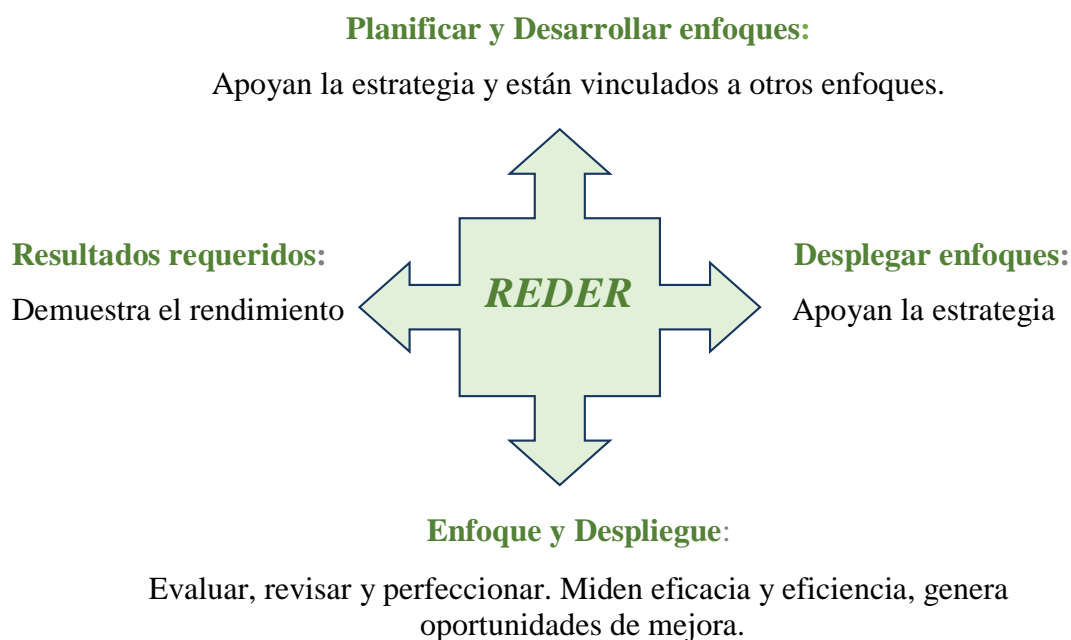 Planificar y Desarrollar enfoques:
Apoyan la estrategia y están vinculados a otros enfoques.
Resultados requeridos:
Demuestra el rendimiento
REDER
Desplegar enfoques:
Apoyan la estrategia
Enfoque y Despliegue:
Evaluar, revisar y perfeccionar. Miden eficacia y eficiencia, genera
oportunidades de mejora.